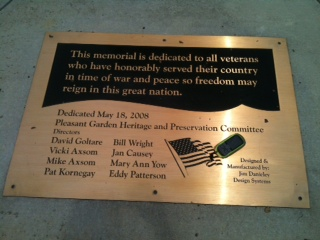 This memorial is dedicated to all veterans
who have honorably served their country
in time of war and peace so freedom may
reign in this great nation.
Dedicated May 18, 2008
Pleasant Garden Heritage and Preservation Committee
Directors
David Goltare Bill Wright
Vicki Axsom Jan Causey
Mike Axsom Mary Ann Yow
Pat Kornegay Eddy Patterson
Designed &
Manufactured by:
Jim Danieley
Design Systems